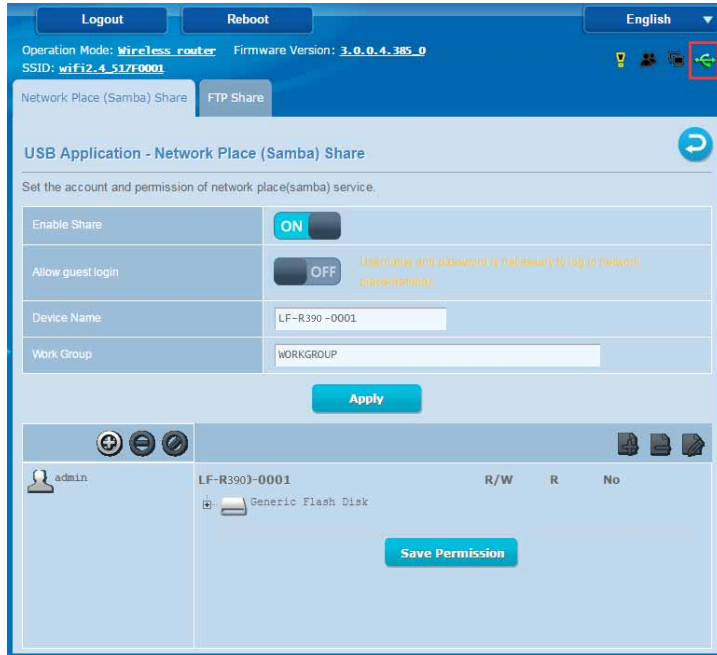 Logout Reboot English
Operation Mode: Wireless router Firmware Version: 3.0.0.4.385_0
SSID: wifi2.4_517F0001
Network Place (Samba) Share FTP Share
USB Application - Network Place (Samba) Share
Set the account and permission of network place(samba) service.
Enable Share ON
Allow guest login OFF Username and password is necessary to log in network
place(samba).
Device Name LF-R390-0001
Work Group WORKGROUP
Apply
admin LF-R390)-0001 R/W R No
Generic Flash Disk
Save Permission